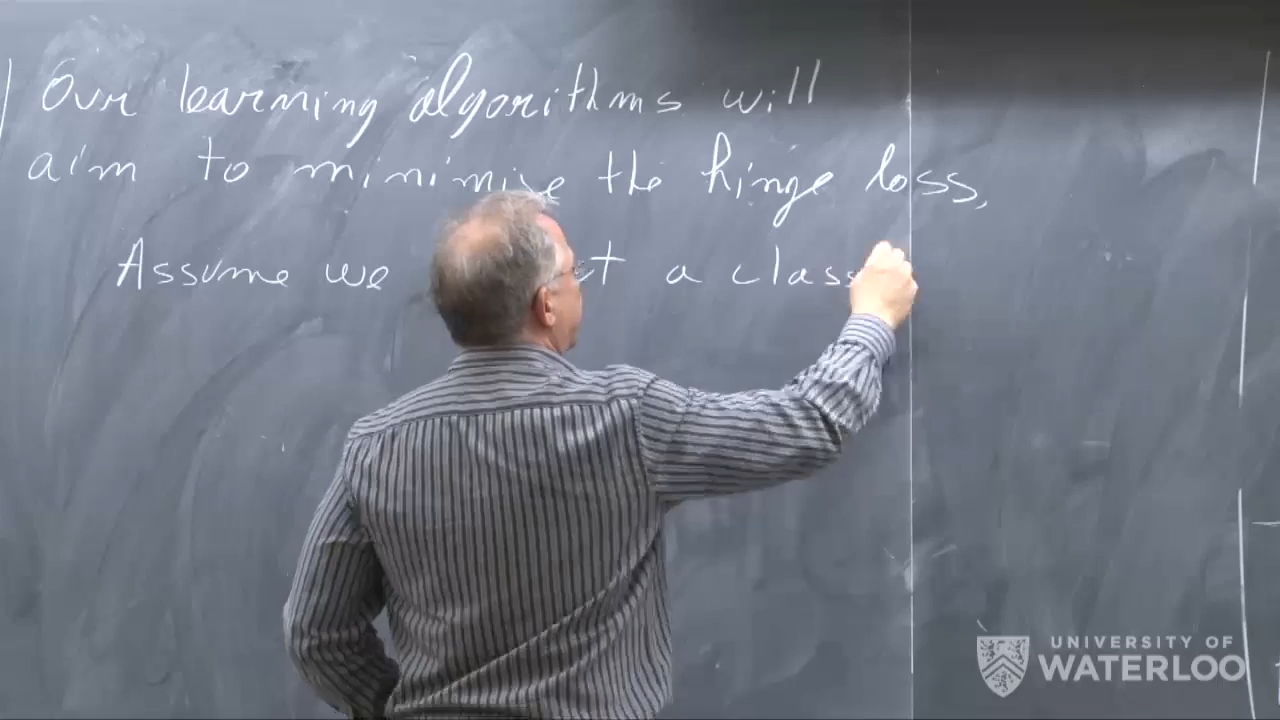 Our learning algorithms will
aim to minimize the hinge loss,
Assume we a class
UNIVERSITY OF
WATERLOO